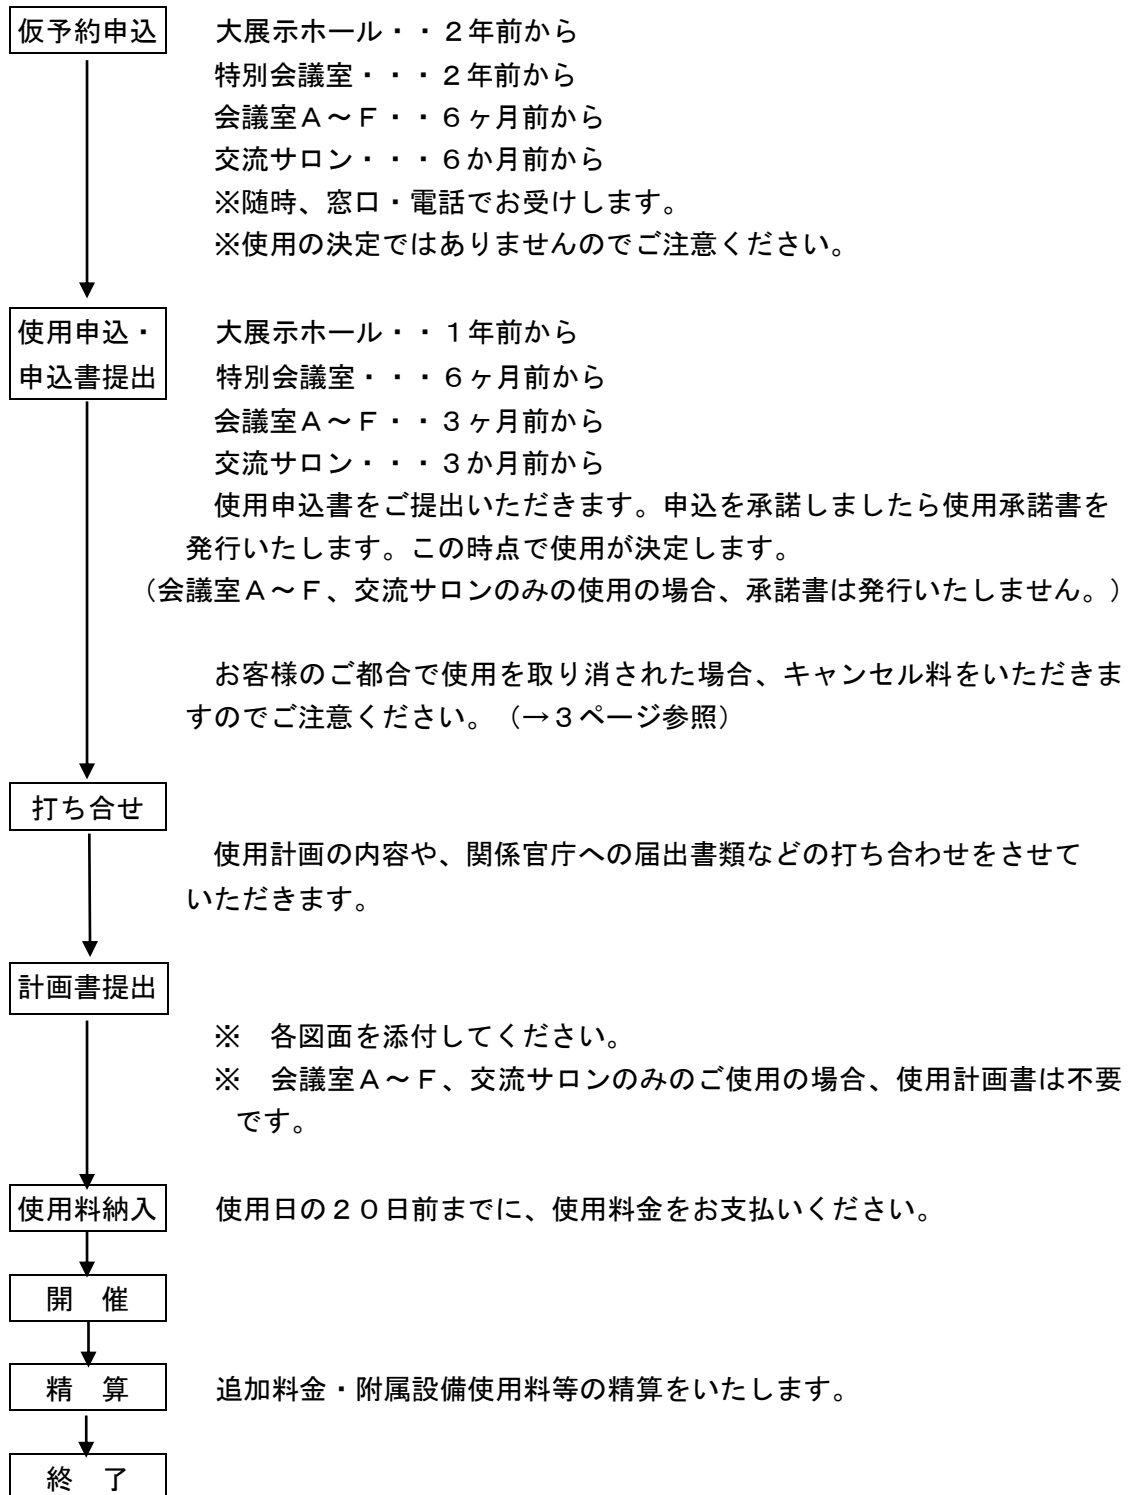 仮予約申込　大展示ホール・・２年前から
特別会議室・・・２年前から
会議室Ａ～Ｆ・・６ヶ月前から
交流サロン・・・６か月前から
※随時、窓口・電話でお受けします。
※使用の決定ではありませんのでご注意ください。
使用申込・　大展示ホール・・１年前から
申込書提出　特別会議室・・・６ヶ月前から
会議室Ａ～Ｆ・・３ヶ月前から
交流サロン・・・３か月前から
使用申込書をご提出いただきます。申込を承諾しましたら使用承諾書を
発行いたします。この時点で使用が決定します。
（会議室Ａ～Ｆ、交流サロンのみの使用の場合、承諾書は発行いたしません。）
お客様のご都合で使用を取り消された場合、キャンセル料をいただきま
すのでご注意ください。（→３ページ参照）
打ち合せ
使用計画の内容や、関係官庁への届出書類などの打ち合わせをさせて
いただきます。
計画書提出
※　各図面を添付してください。
※　会議室Ａ～Ｆ、交流サロンのみのご使用の場合、使用計画書は不要
です。
使用料納入　使用日の２０日前までに、使用料金をお支払いください。
開　催
精　算　追加料金・附属設備使用料等の精算をいたします。
終　了